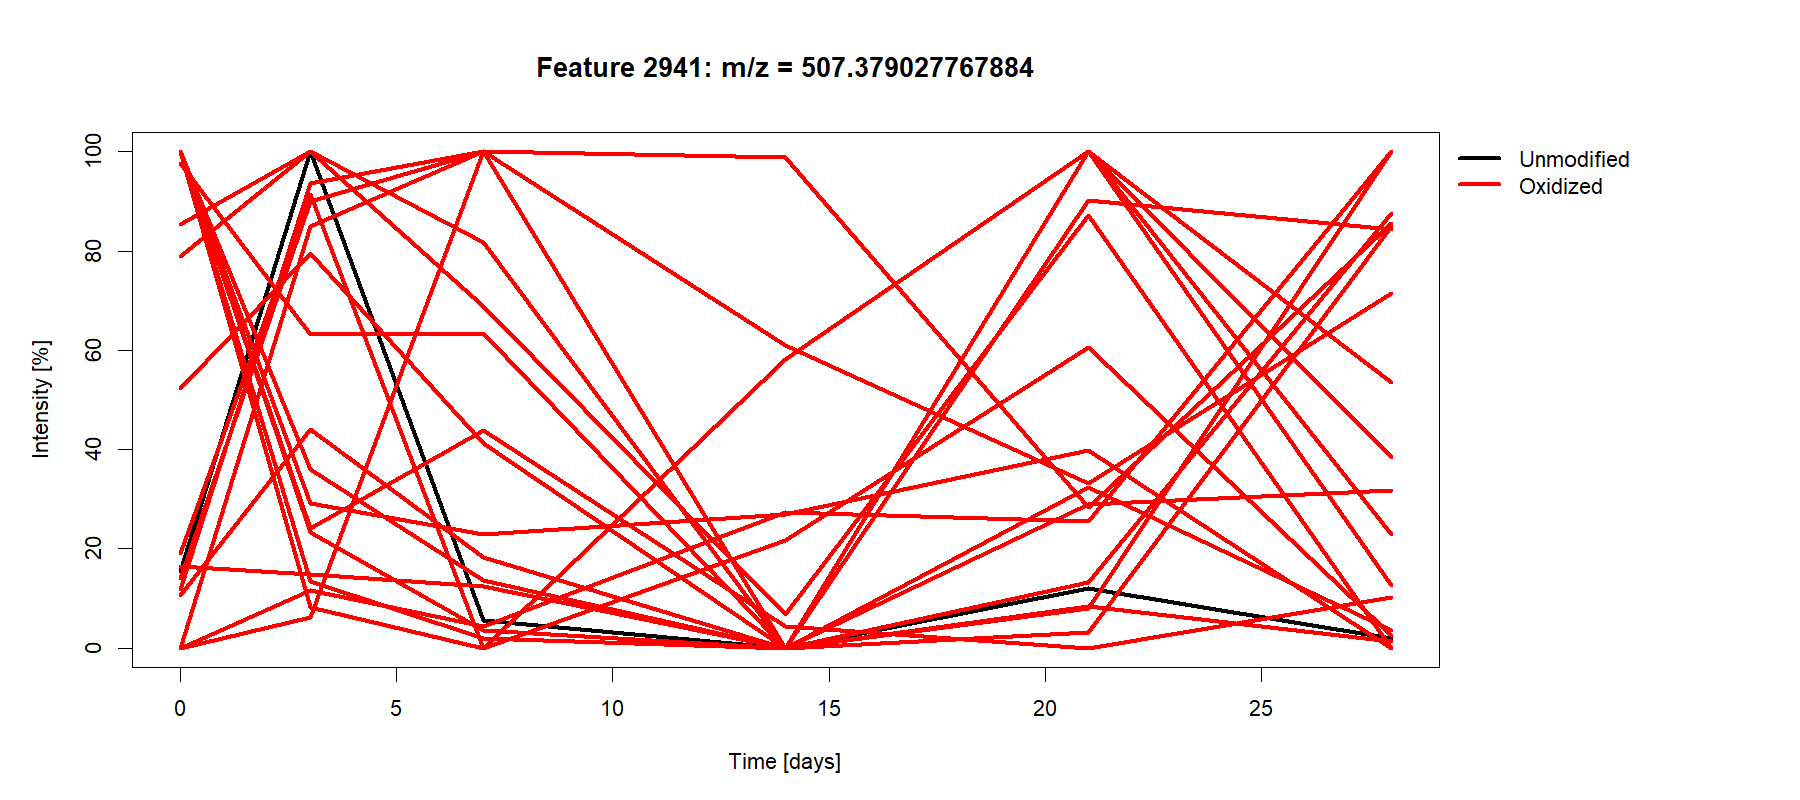 Feature 2941: m/z = 507.379027767884
Unmodified
Oxidized
100
80
60
40
20
0
Intensity [%]
0 5 10 15 20 25
Time [days]